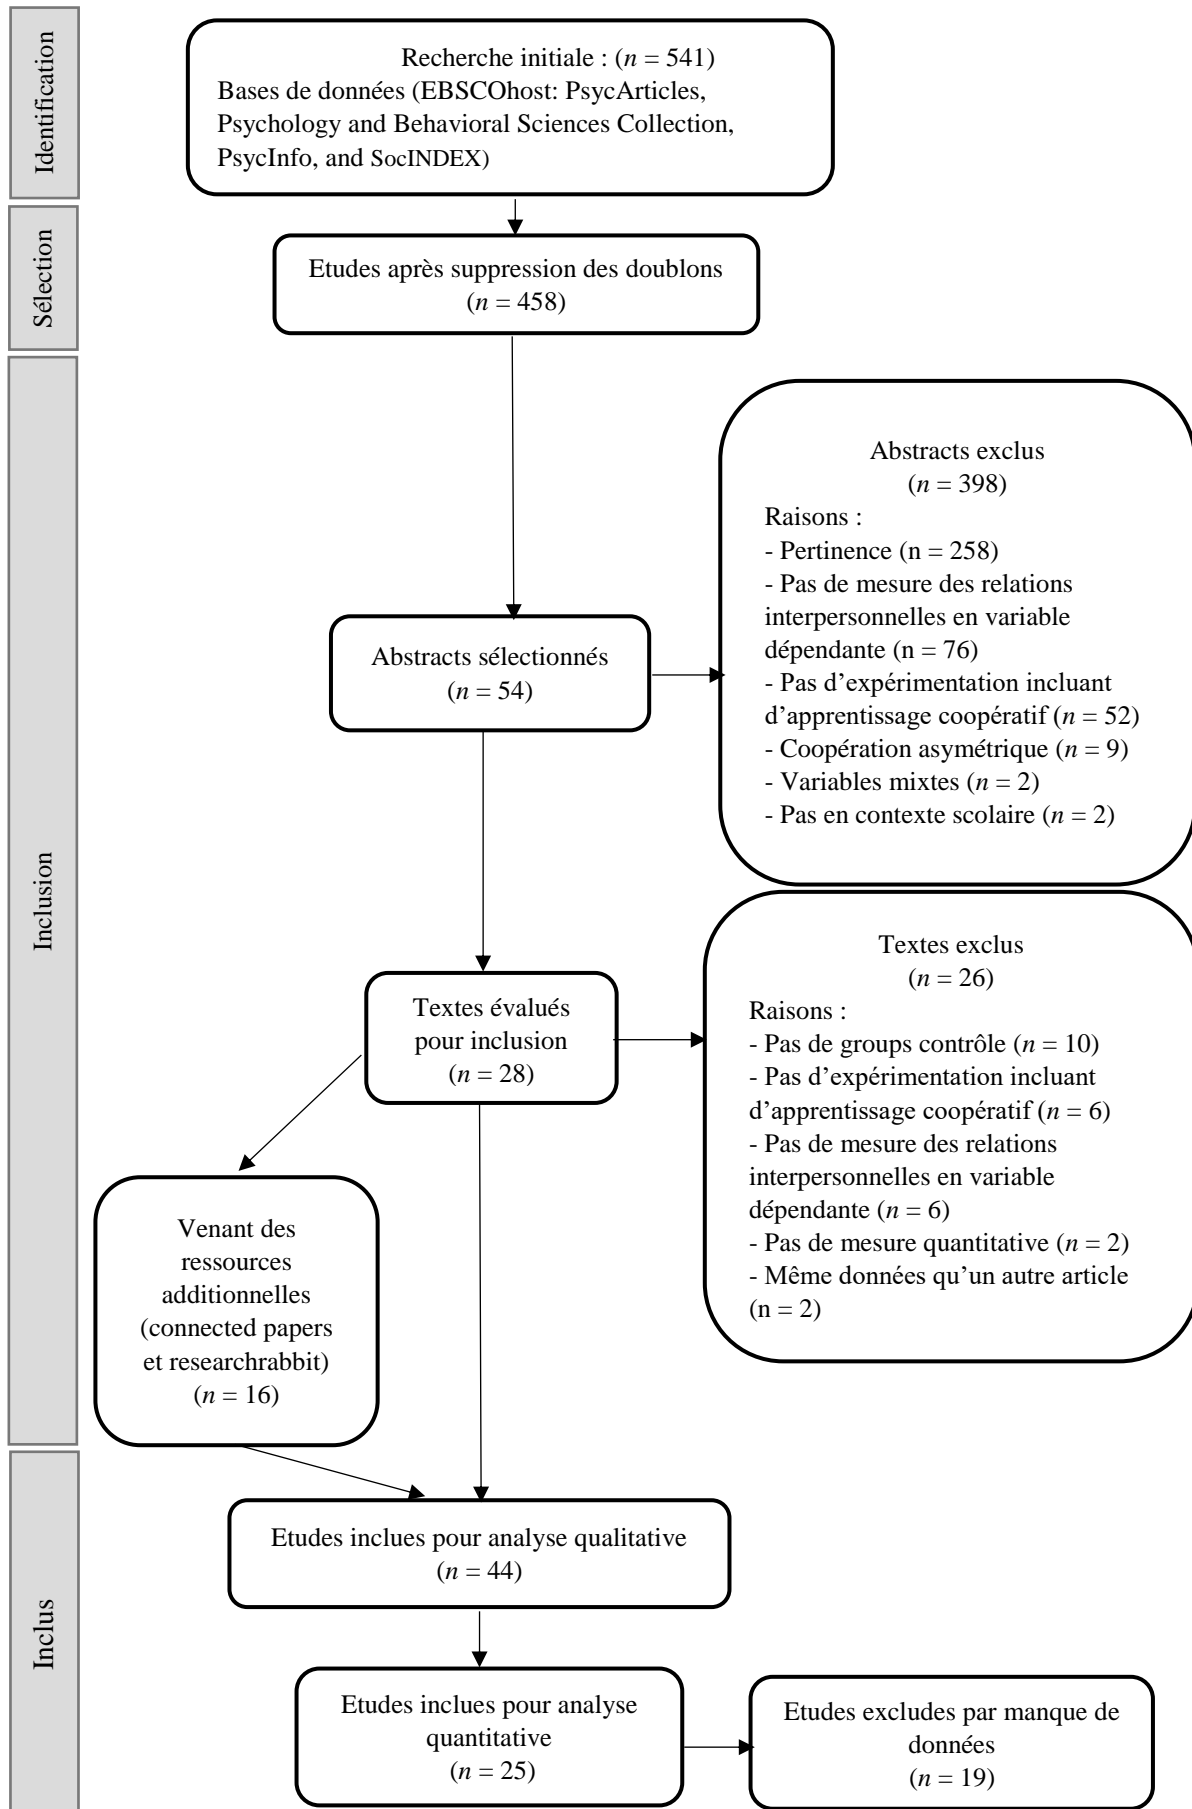 Identification
Recherche initiale : (n = 541)
Bases de données (EBSCOhost: PsycArticles,
Psychology and Behavioral Sciences Collection,
PsycInfo, and SocINDEX)
Sélection
Etudes après suppression des doublons
(n = 458)
Inclusion
Abstracts exclus
(n = 398)
Raisons :
- Pertinence (n = 258)
- Pas de mesure des relations
interpersonnelles en variable
dépendante (n = 76)
- Pas d’expérimentation incluant
d’apprentissage coopératif (n = 52)
- Coopération asymétrique (n = 9)
- Variables mixtes (n = 2)
- Pas en contexte scolaire (n = 2)
Abstracts sélectionnés
(n = 54)
Textes exclus
(n = 26)
Raisons :
- Pas de groups contrôle (n = 10)
- Pas d’expérimentation incluant
d’apprentissage coopératif (n = 6)
- Pas de mesure des relations
interpersonnelles en variable
dépendante (n = 6)
- Pas de mesure quantitative (n = 2)
- Même données qu’un autre article
(n = 2)
Textes évalués
pour inclusion
(n = 28)
Venant des
ressources
additionnelles
(connected papers
et researchrabbit)
(n = 16)
Inclus
Etudes inclues pour analyse qualitative
(n = 44)
Etudes inclues pour analyse
quantitative
(n = 25)
Etudes excludes par manque de
données
(n = 19)